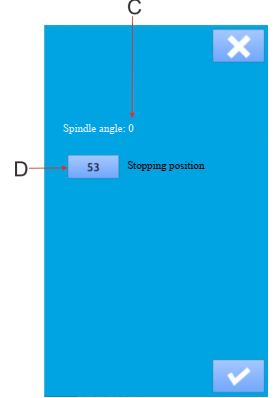 C
Spindle angle: 0
D
53 Stopping position